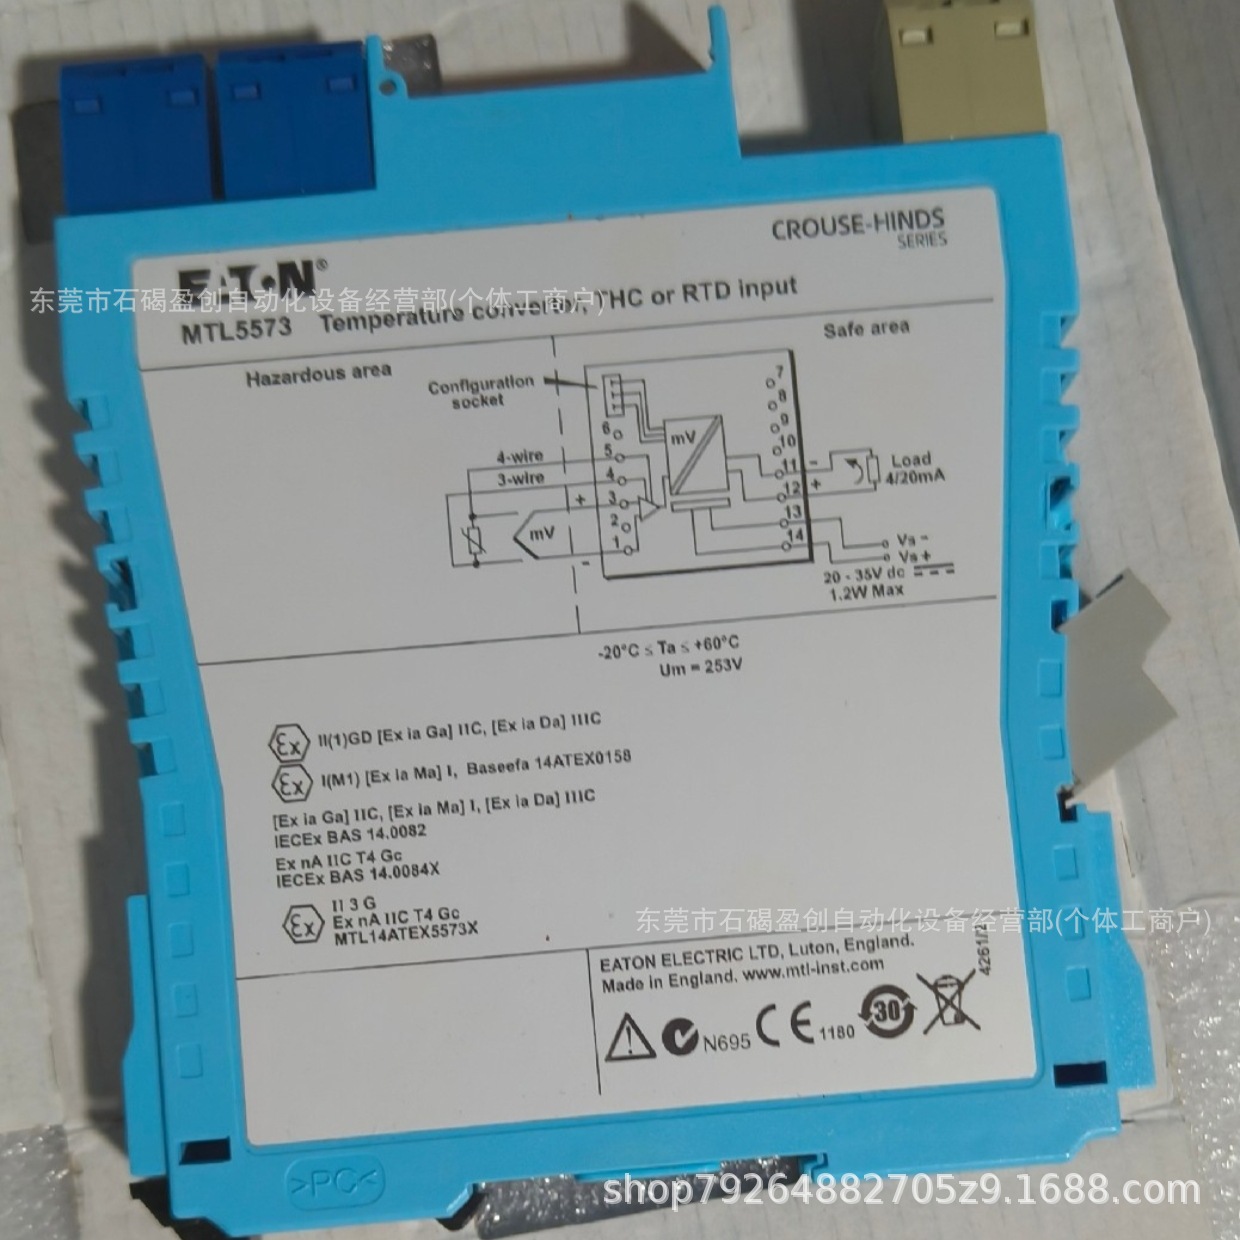 CROUSE-HINDS
SERIES
EATON®
东莞市石碣盈创自动化设备经营部(个体工商户)
MTL5573 Temperature converter, THC or RTD input
Hazardous area
Safe area
Configuration
socket
7
8
9
10
11
12
13
14
6
5
4
3
2
1
mV
4-wire
3-wire
+
mV
-
-
+
Load
4/20mA
Vs -
Vs +
20 - 35V dc
1.2W Max
-20°C ≤ Ta ≤ +60°C
Um = 253V
Ex II(1)GD [Ex ia Ga] IIC, [Ex ia Da] IIIC
Ex I(M1) [Ex ia Ma] I, Baseefa 14ATEX0158
[Ex ia Ga] IIC, [Ex ia Ma] I, [Ex ia Da] IIIC
IECEx BAS 14.0082
Ex nA IIC T4 Gc
IECEx BAS 14.0084X
Ex II 3 G
Ex nA IIC T4 Gc
MTL14ATEX5573X
东莞市石碣盈创自动化设备经营部(个体工商户)
EATON ELECTRIC LTD, Luton, England.
Made in England. www.mtl-inst.com
N695 CE 1180 30
>PC<
shop79264882705z9.1688.com